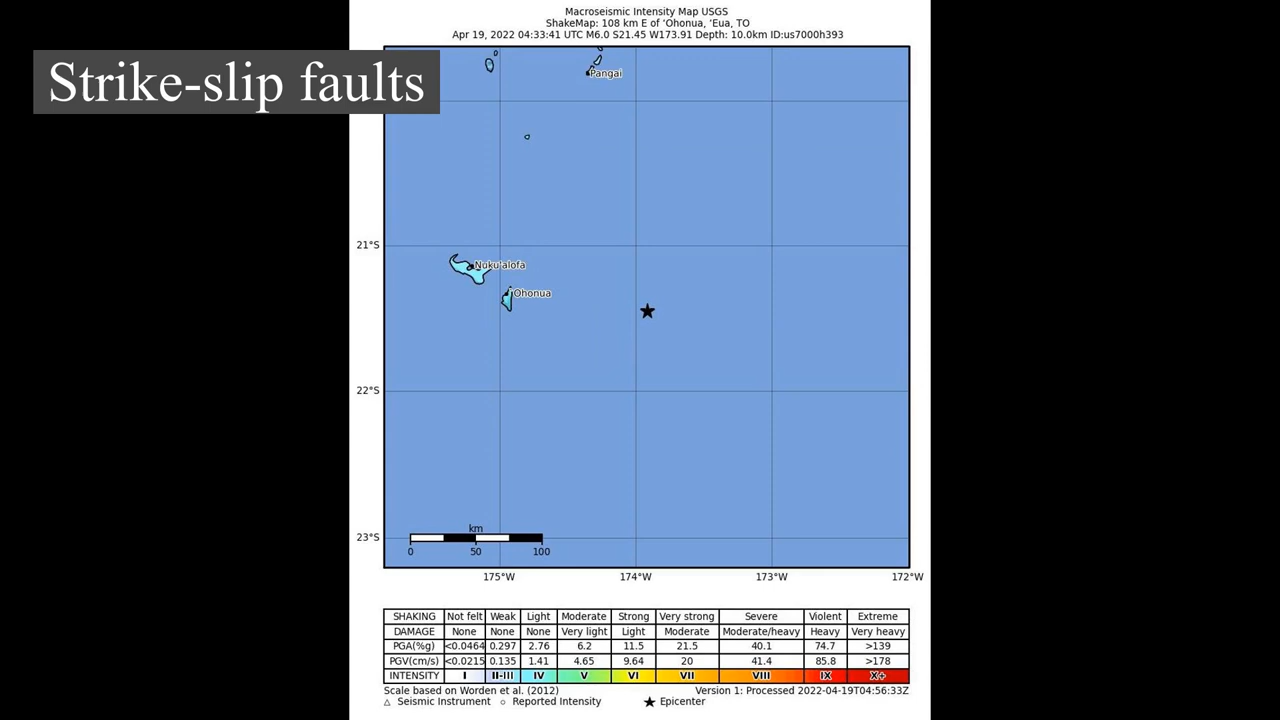 Macroseismic Intensity Map USGS
ShakeMap: 108 km E of ‘Ohonua, ‘Eua, TO
Apr 19, 2022 04:33:41 UTC M6.0 S21.45 W173.91 Depth: 10.0km ID:us7000h393
Strike-slip faults
Pangai
21°S
Nuku‘alofa
Ohonua
22°S
23°S
km
0 50 100
175°W 174°W 173°W 172°W
SHAKING Not felt Weak Light Moderate Strong Very strong Severe Violent Extreme
DAMAGE None None None Very light Light Moderate Moderate/heavy Heavy Very heavy
PGA(%g) <0.0464 0.297 2.76 6.2 11.5 21.5 40.1 74.7 >139
PGV(cm/s) <0.0215 0.135 1.41 4.65 9.64 20 41.4 85.8 >178
INTENSITY I II-III IV V VI VII VIII IX X+
Scale based on Worden et al. (2012) Version 1: Processed 2022-04-19T04:56:33Z
△ Seismic Instrument ○ Reported Intensity ★ Epicenter